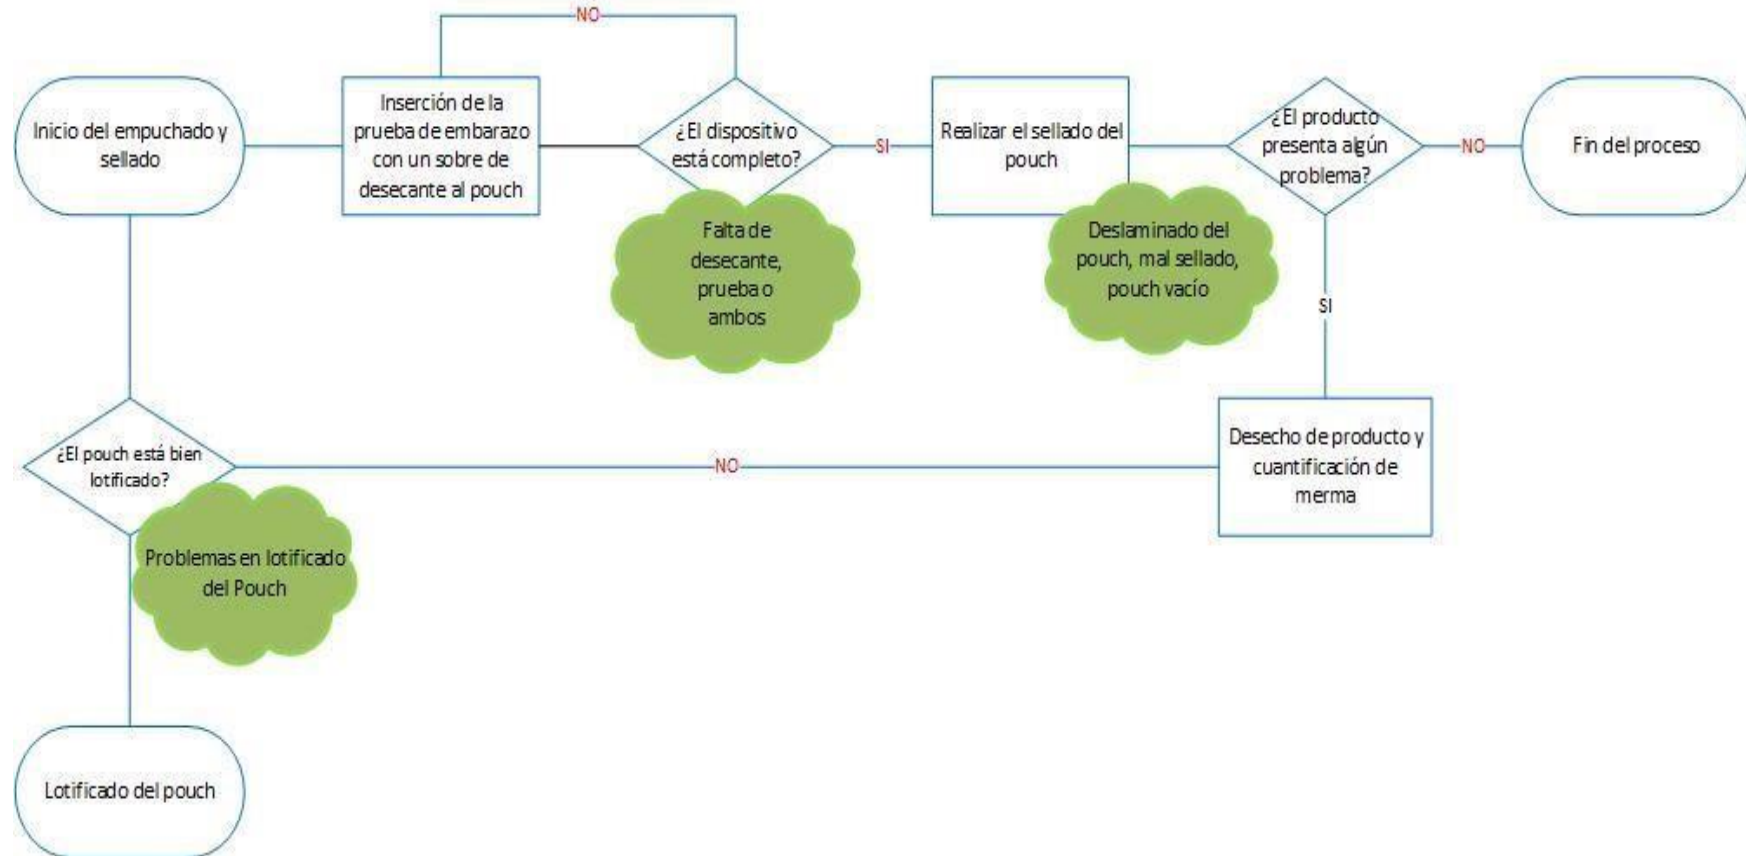 NO
Inicio del empuchado y
sellado
Inserción de la
prueba de embarazo
con un sobre de
desecante al pouch
¿El dispositivo
está completo?
SI
Realizar el sellado del
pouch
¿El producto
presenta algún
problema?
NO
Fin del proceso
Falta de
desecante,
prueba o
ambos
Deslaminado del
pouch, mal sellado,
pouch vacío
SI
¿El pouch está bien
lotificado?
NO
Desecho de producto y
cuantificación de
merma
Problemas en lotificado
del Pouch
Lotificado del pouch